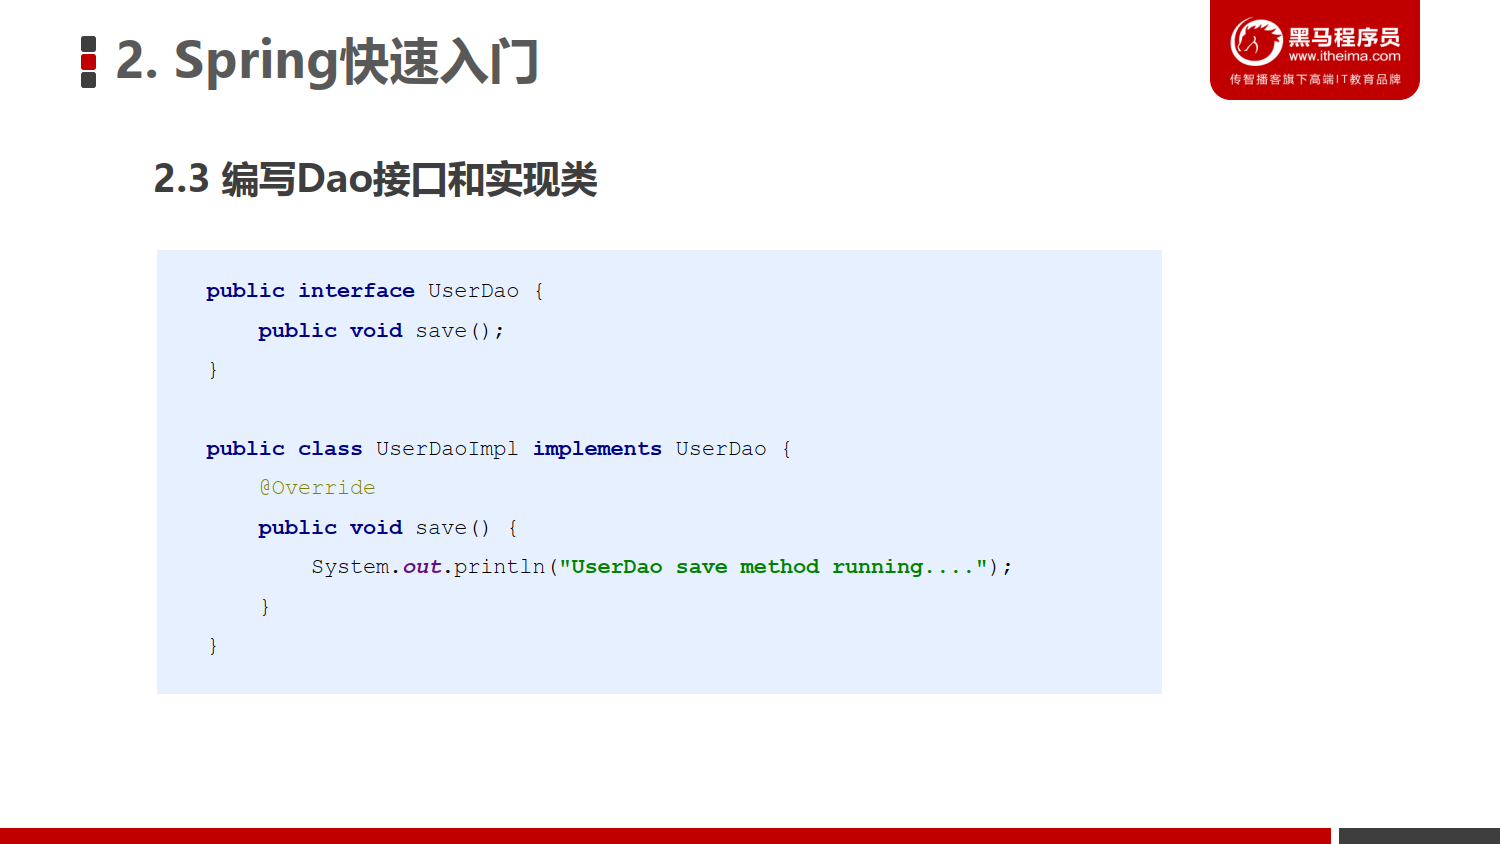 2. Spring快速入门
黑马程序员
www.itheima.com
传智播客旗下高端IT教育品牌
2.3 编写Dao接口和实现类
public interface UserDao {
    public void save();
}
public class UserDaoImpl implements UserDao {
    @Override
    public void save() {
        System.out.println("UserDao save method running....");
    }
}